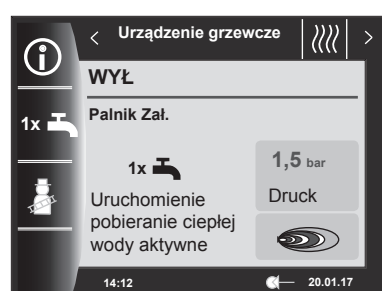 < Urządzenie grzewcze >
WYŁ
1x
Palnik Zał.
1x
Uruchomienie
pobieranie ciepłej
wody aktywne
1,5 bar
Druck
14:12
20.01.17